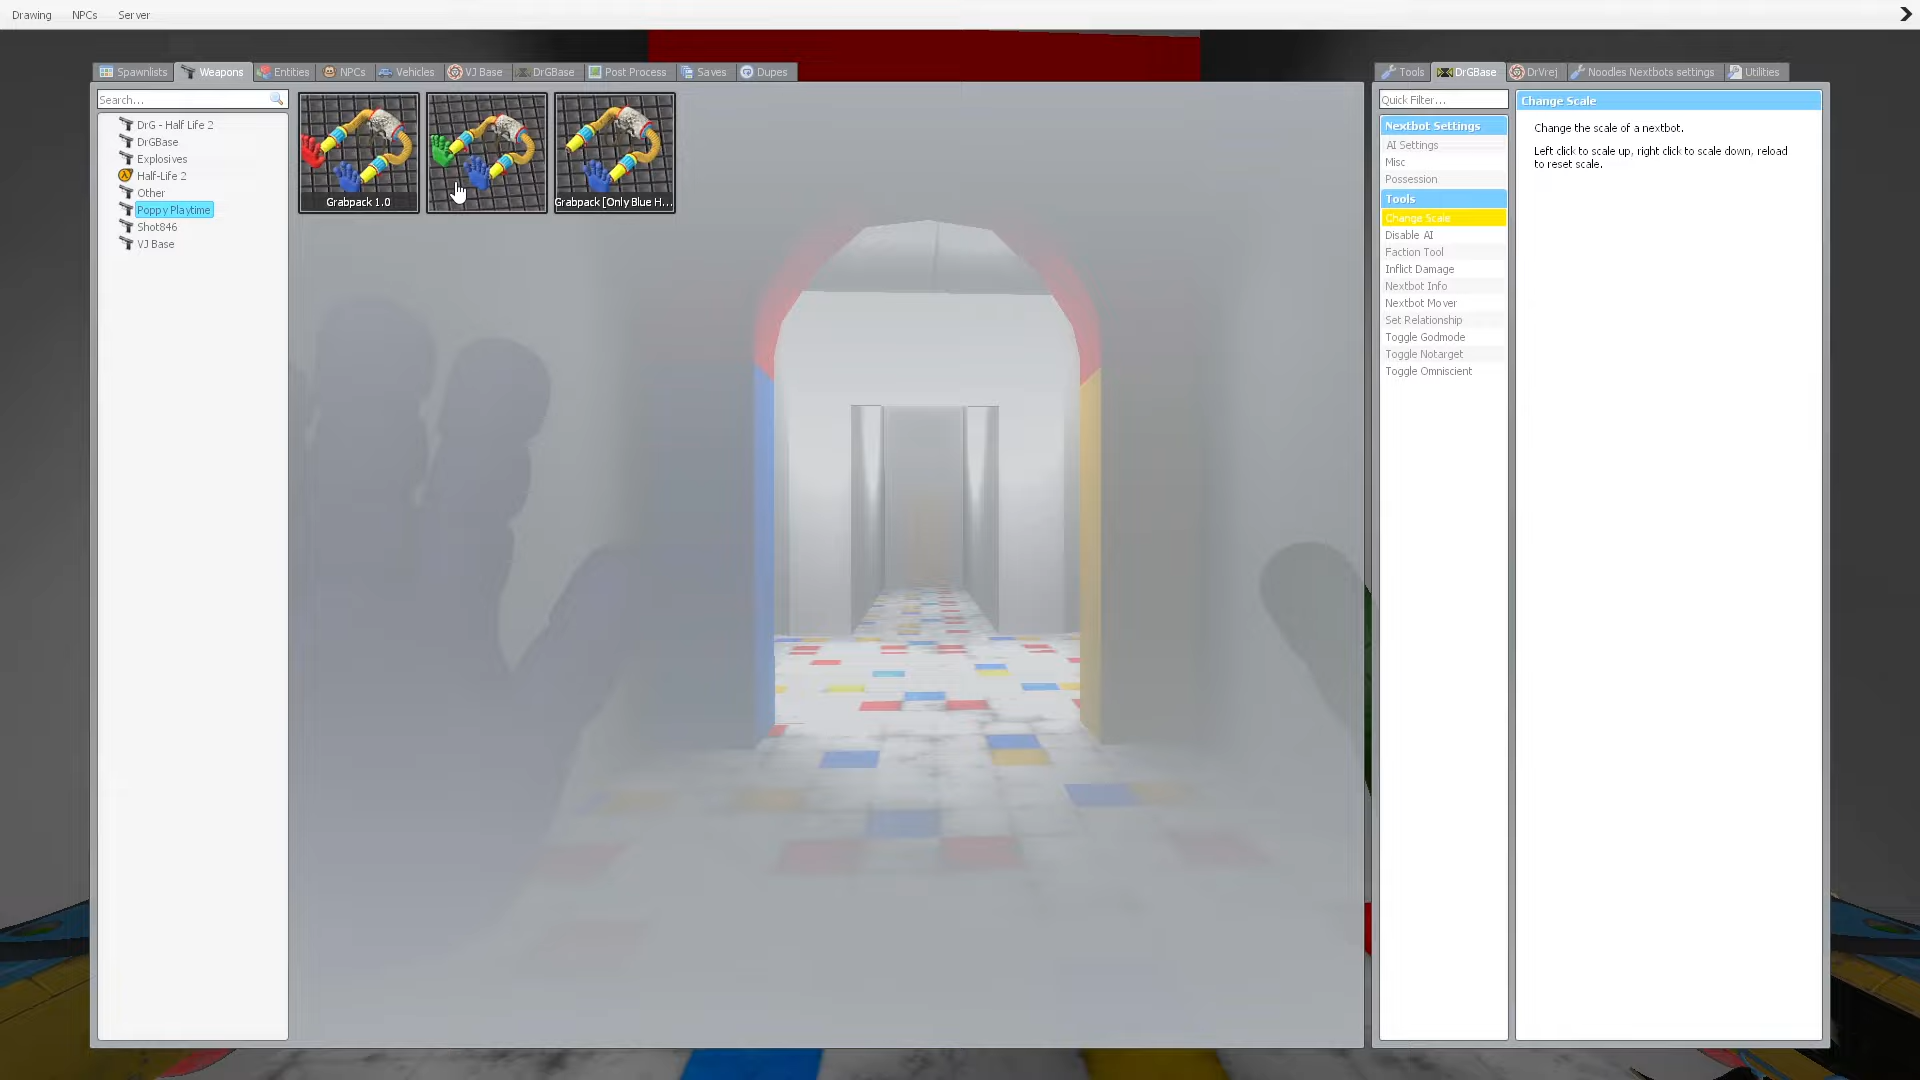 Drawing NPCs Server
Spawnlists Weapons Entities NPCs Vehicles VJ Base DrGBase Post Process Saves Dupes
Search...
DrG - Half Life 2
DrGBase
Explosives
Half-Life 2
Other
Poppy Playtime
Shot846
VJ Base
Grabpack 1.0
Grabpack [Only Blue H...
Tools DrGBase DrVrej Noodles Nextbots settings Utilities
Quick Filter...
Nextbot Settings
AI Settings
Misc
Possession
Tools
Change Scale
Disable AI
Faction Tool
Inflict Damage
Nextbot Info
Nextbot Mover
Set Relationship
Toggle Godmode
Toggle Notarget
Toggle Omniscient
Change Scale
Change the scale of a nextbot.
Left click to scale up, right click to scale down, reload
to reset scale.